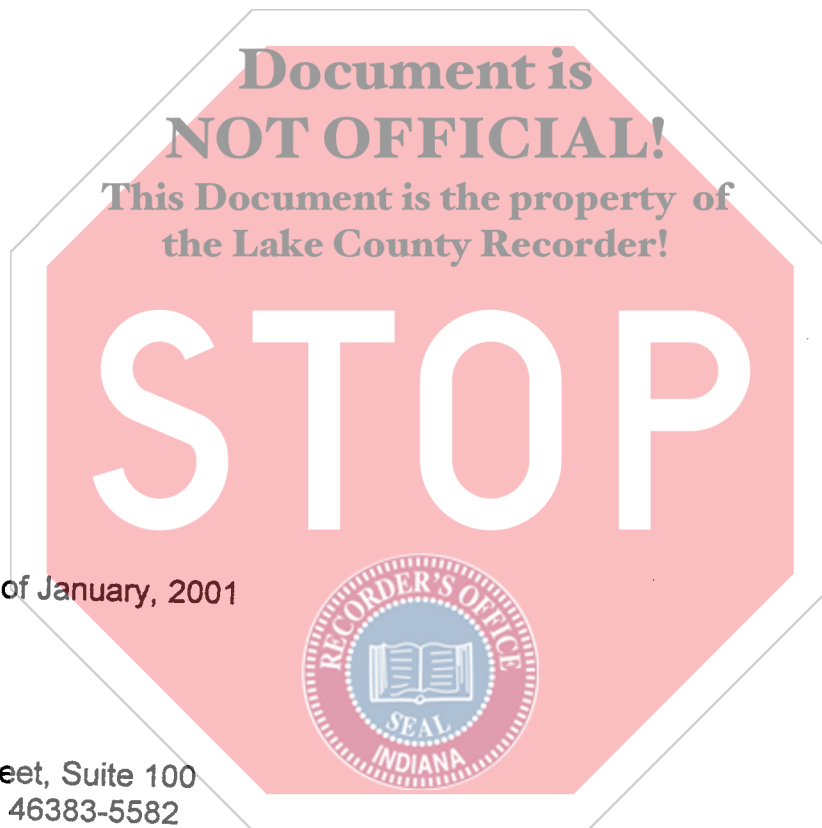 Document is
NOT OFFICIAL!
This Document is the property of
the Lake County Recorder!
STOP
of January, 2001
RECORDER'S OFFICE
SEAL
INDIANA
Suite 100
46383-5582